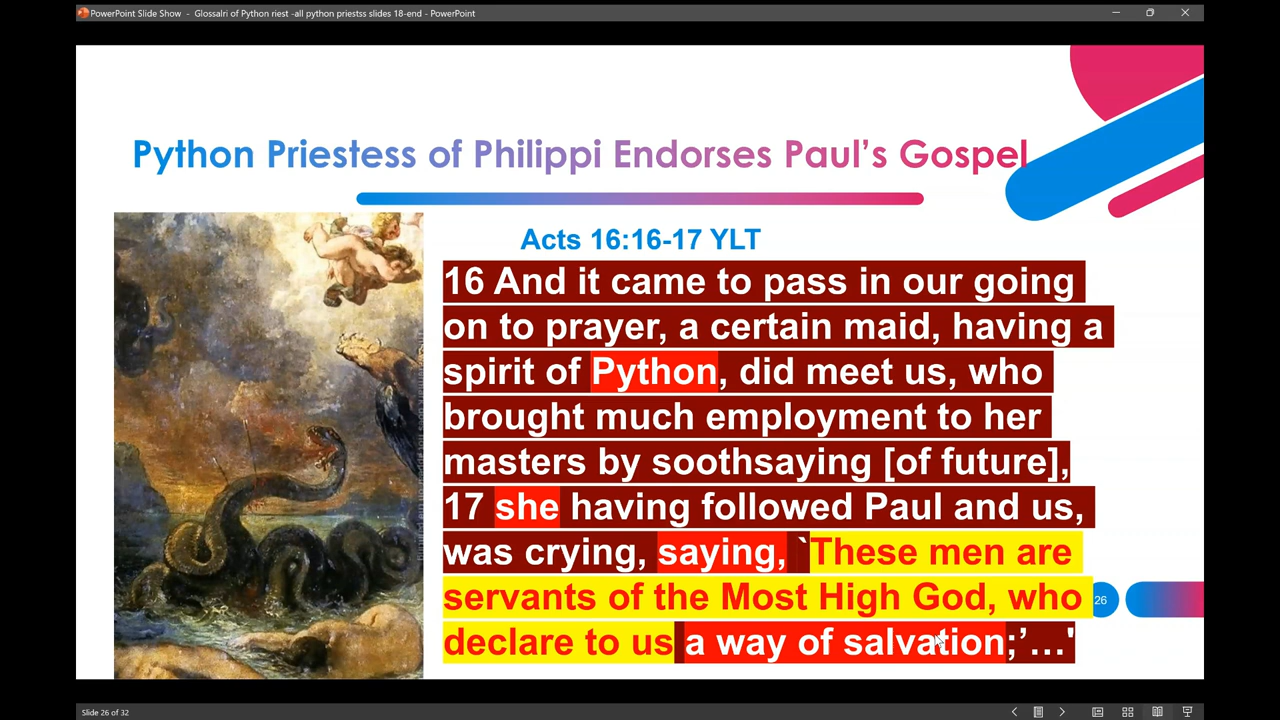 PowerPoint Slide Show - Glossalri of Python riest -all python priestss slides 18-end - PowerPoint
Python Priestess of Philippi Endorses Paul's Gospel
Acts 16:16-17 YLT
16 And it came to pass in our going
on to prayer, a certain maid, having a
spirit of Python, did meet us, who
brought much employment to her
masters by soothsaying [of future],
17 she having followed Paul and us,
was crying, saying, `These men are
servants of the Most High God, who
declare to us a way of salvation;’…'
26
Slide 26 of 32